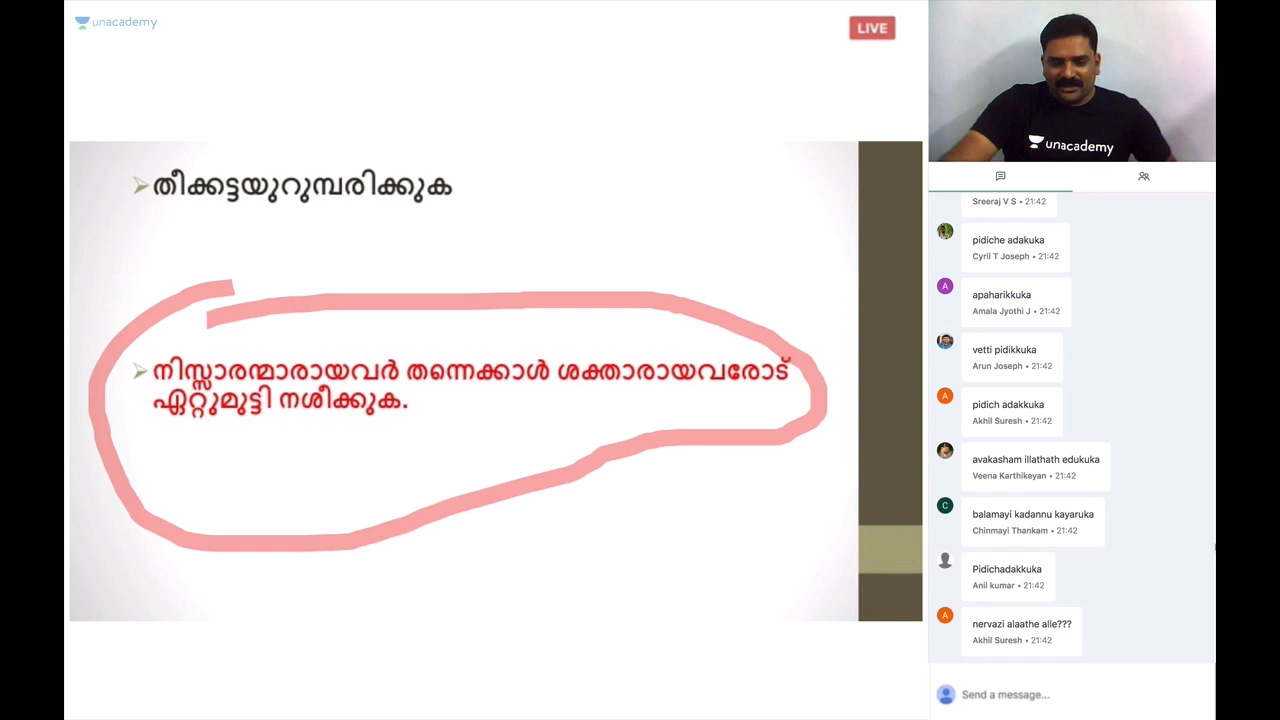 unacademy
LIVE
തീക്കട്ടയുറുമ്പരിക്കുക
നിസ്സാരന്മാരായവർ തന്നെക്കാൾ ശക്താരായവരോട്
ഏറ്റുമുട്ടി നശീക്കുക.
unacademy
Sreeraj V S • 21:42
pidiche adakuka
Cyril T Joseph • 21:42
apaharikkuka
A
Amala Jyothi J • 21:42
vetti pidikkuka
Arun Joseph • 21:42
pidich adakkuka
A
Akhil Suresh • 21:42
avakasham illathath edukuka
Veena Karthikeyan • 21:42
balamayi kadannu kayaruka
C
Chinmayi Thankam • 21:42
Pidichadakkuka
Anil kumar • 21:42
nervazi alaathe alle???
A
Akhil Suresh • 21:42
Send a message...